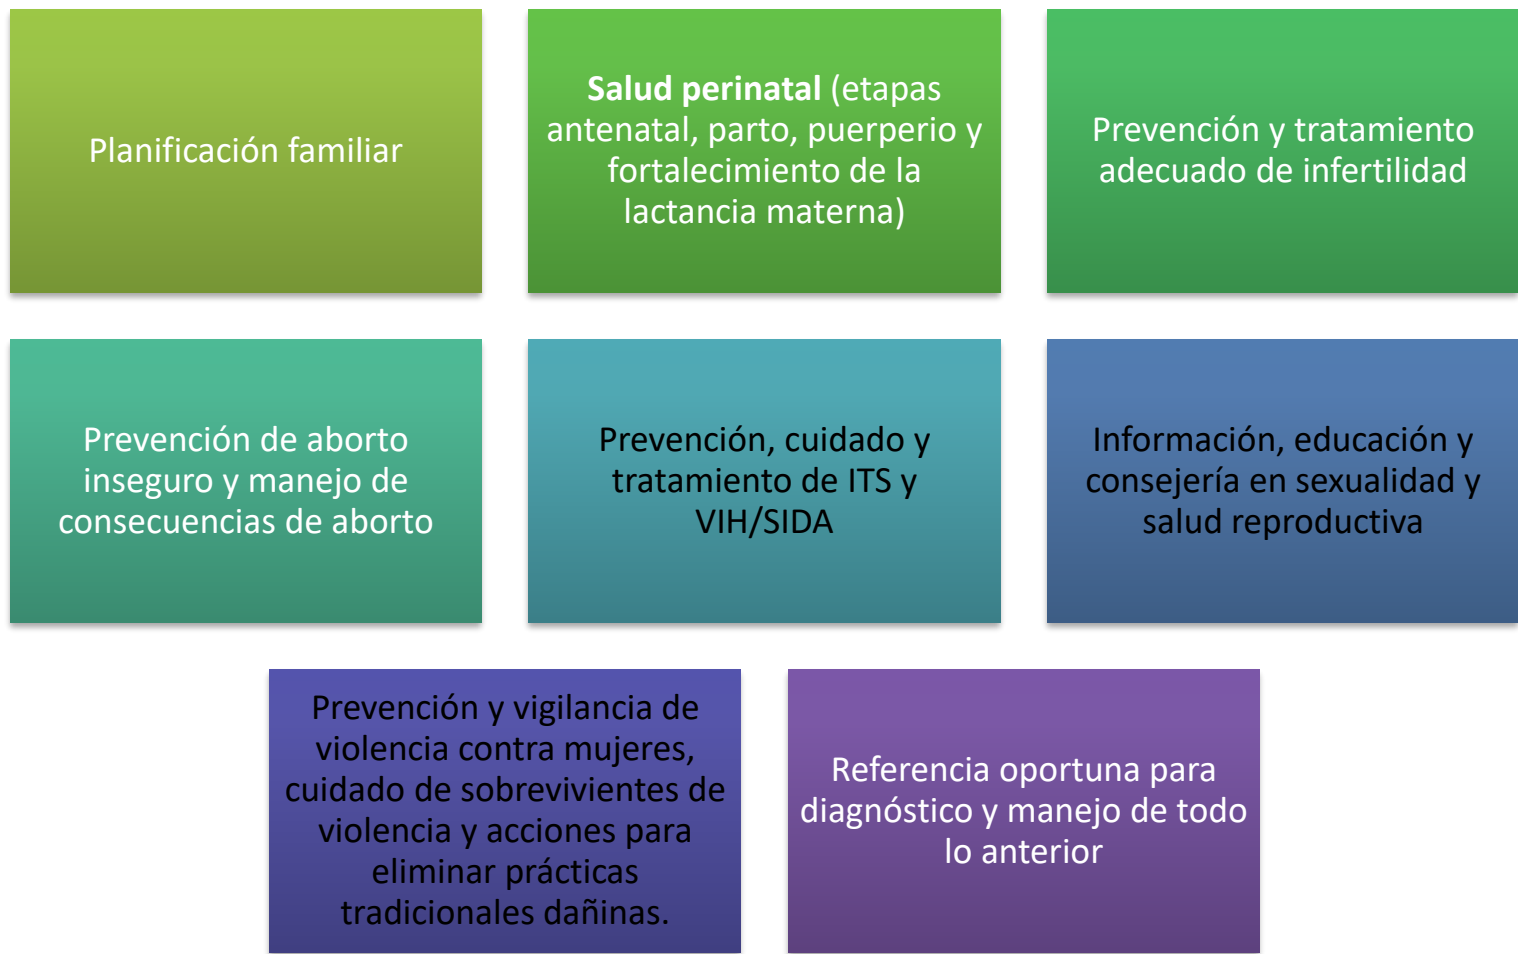 Planificación familiar
Salud perinatal (etapas
antenatal, parto, puerperio y
fortalecimiento de la
lactancia materna)
Prevención y tratamiento
adecuado de infertilidad
Prevención de aborto
inseguro y manejo de
consecuencias de aborto
Prevención, cuidado y
tratamiento de ITS y
VIH/SIDA
Información, educación y
consejería en sexualidad y
salud reproductiva
Prevención y vigilancia de
violencia contra mujeres,
cuidado de sobrevivientes de
violencia y acciones para
eliminar prácticas
tradicionales dañinas.
Referencia oportuna para
diagnóstico y manejo de todo
lo anterior